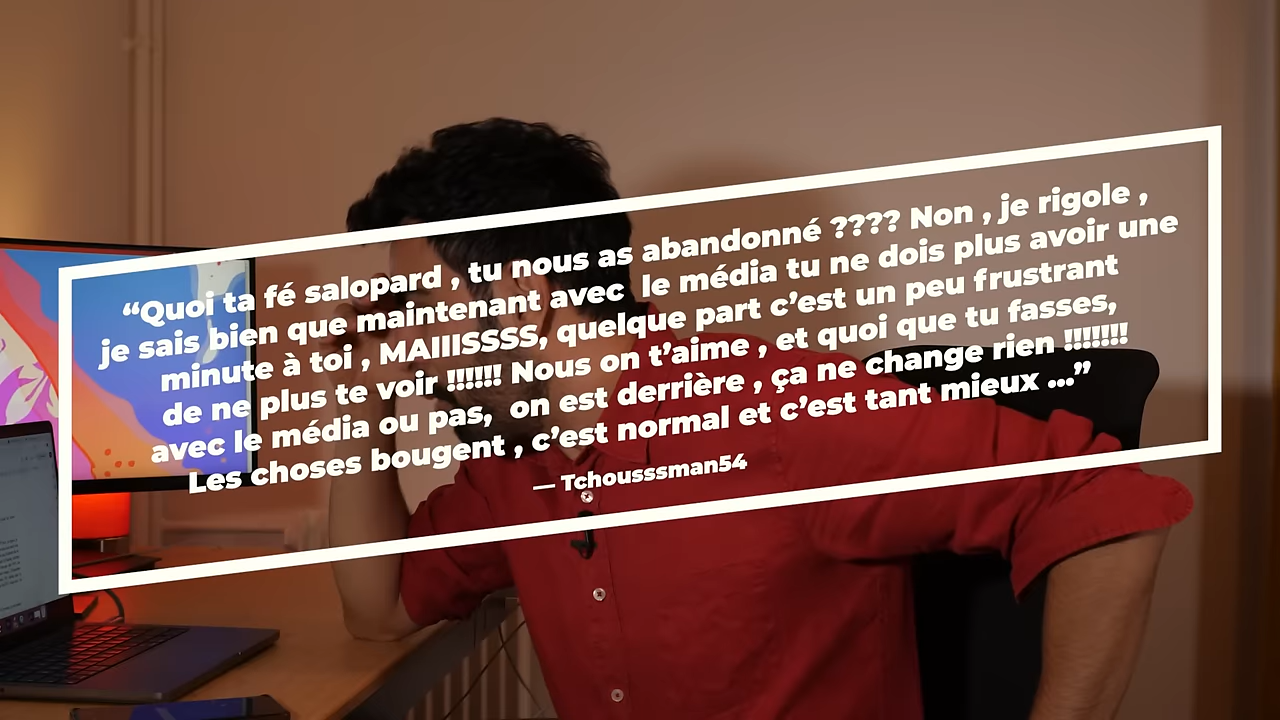 “Quoi ta fé salopard , tu nous as abandonné ???? Non , je rigole ,
je sais bien que maintenant avec  le média tu ne dois plus avoir une
minute à toi , MAIIISSSS, quelque part c’est un peu frustrant
de ne plus te voir !!!!!! Nous on t’aime , et quoi que tu fasses,
avec le média ou pas,  on est derrière , ça ne change rien !!!!!!!
Les choses bougent , c’est normal et c’est tant mieux ...”
— Tchousssman54